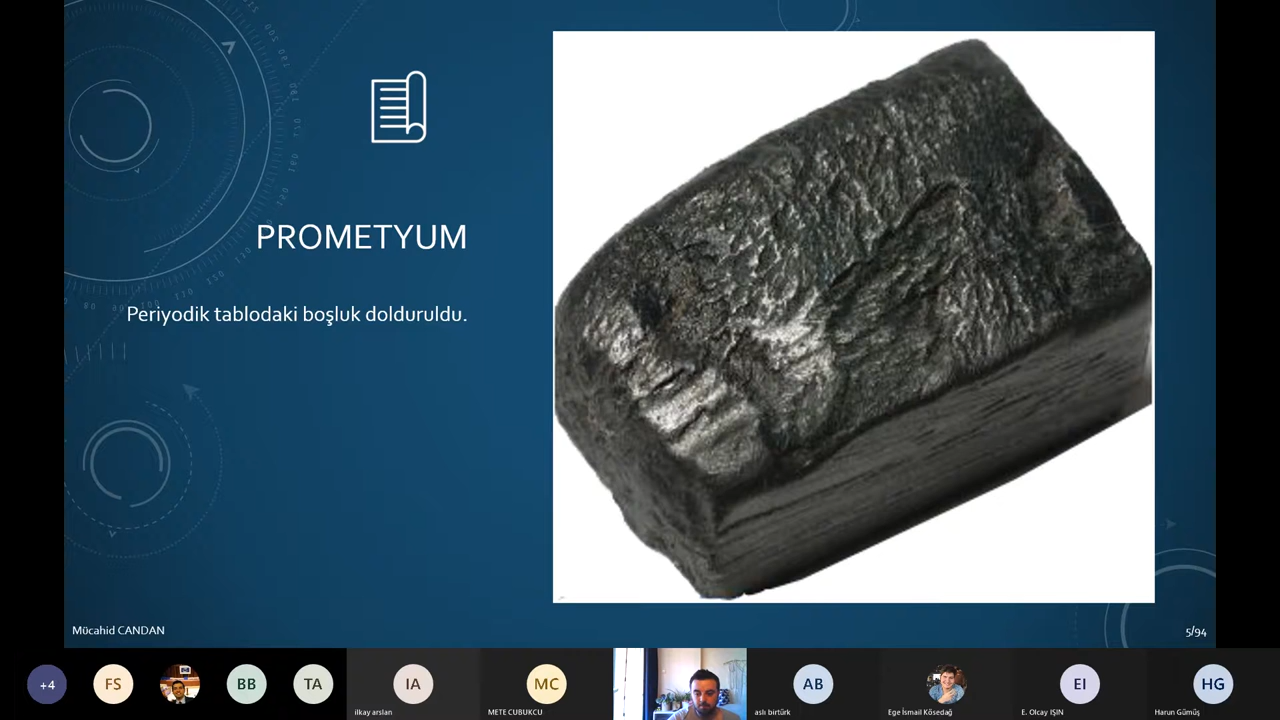 PROMETYUM
Periyodik tablodaki boşluk dolduruldu.
Mücahid CANDAN
5/94
+4
FS
BB
TA
IA
ilkay arslan
MC
METE CUBUKCU
AB
aslı birtürk
Ege İsmail Kösedağ
EI
E. Olcay IŞIN
HG
Harun Gümüş